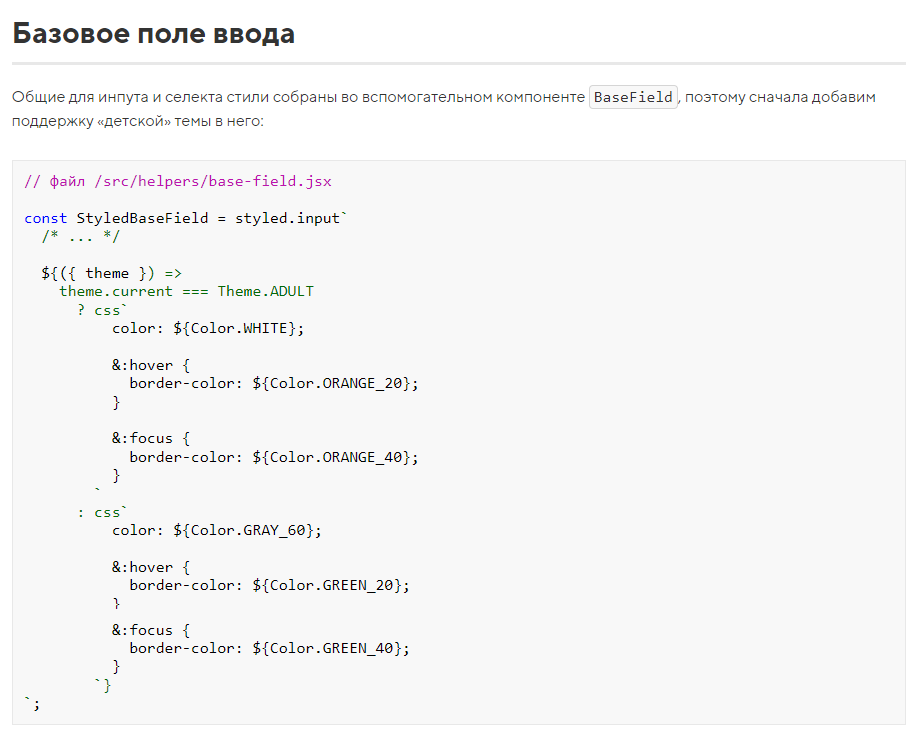 Базовое поле ввода
Общие для инпута и селекта стили собраны во вспомогательном компоненте BaseField, поэтому сначала добавим
поддержку «детской» темы в него:
// файл /src/helpers/base-field.jsx
const StyledBaseField = styled.input`
/* ... */
${({ theme }) =>
theme.current === Theme.ADULT
? css`
color: ${Color.WHITE};
&:hover {
border-color: ${Color.ORANGE_20};
}
&:focus {
border-color: ${Color.ORANGE_40};
}
`
: css`
color: ${Color.GRAY_60};
&:hover {
border-color: ${Color.GREEN_20};
}
&:focus {
border-color: ${Color.GREEN_40};
}
`}
`;